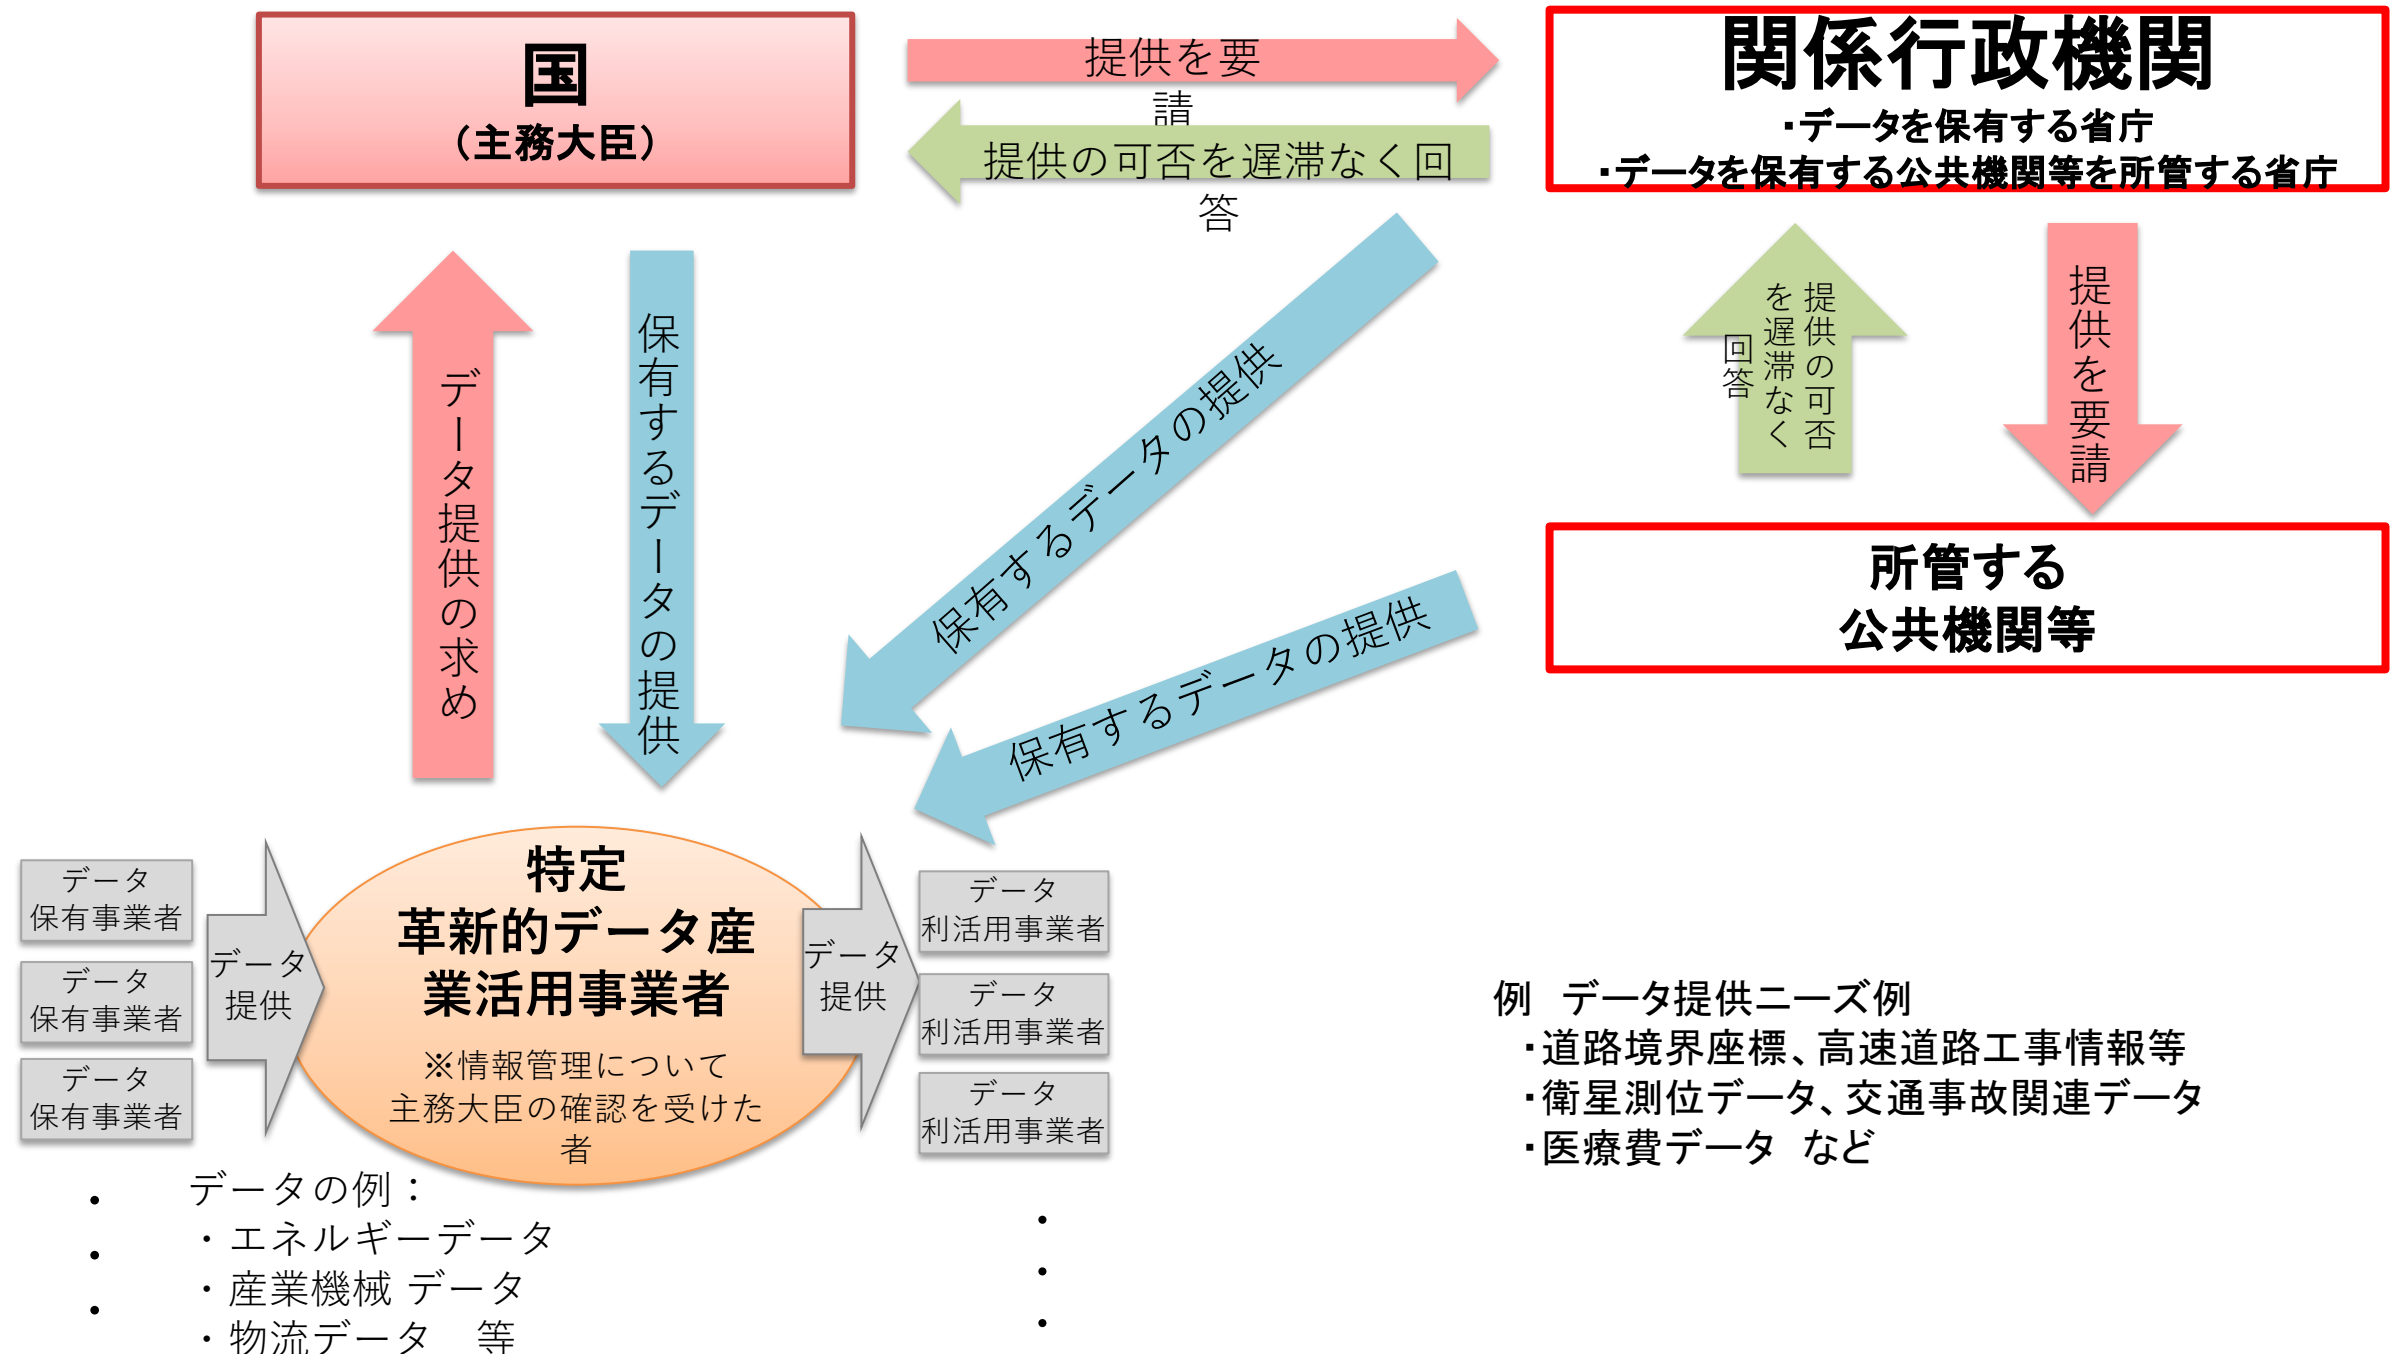 国
（主務大臣）
提供を要
請
提供の可否を遅滞なく回
答
関係行政機関
・データを保有する省庁
・データを保有する公共機関等を所管する省庁
データ提供の求め
保有するデータの提供
保有するデータの提供
保有するデータの提供
提供の可否
を遅滞なく
回答
提供を要請
所管する
公共機関等
データ
保有事業者
データ
保有事業者
データ
保有事業者
データ
提供
特定
革新的データ産
業活用事業者
※情報管理について
主務大臣の確認を受けた
者
データ
提供
データ
利活用事業者
データ
利活用事業者
データ
利活用事業者
・
・
・
データの例：
・エネルギーデータ
・産業機械 データ
・物流データ　等
・
・
・
例　データ提供ニーズ例
・道路境界座標、高速道路工事情報等
・衛星測位データ、交通事故関連データ
・医療費データ　など